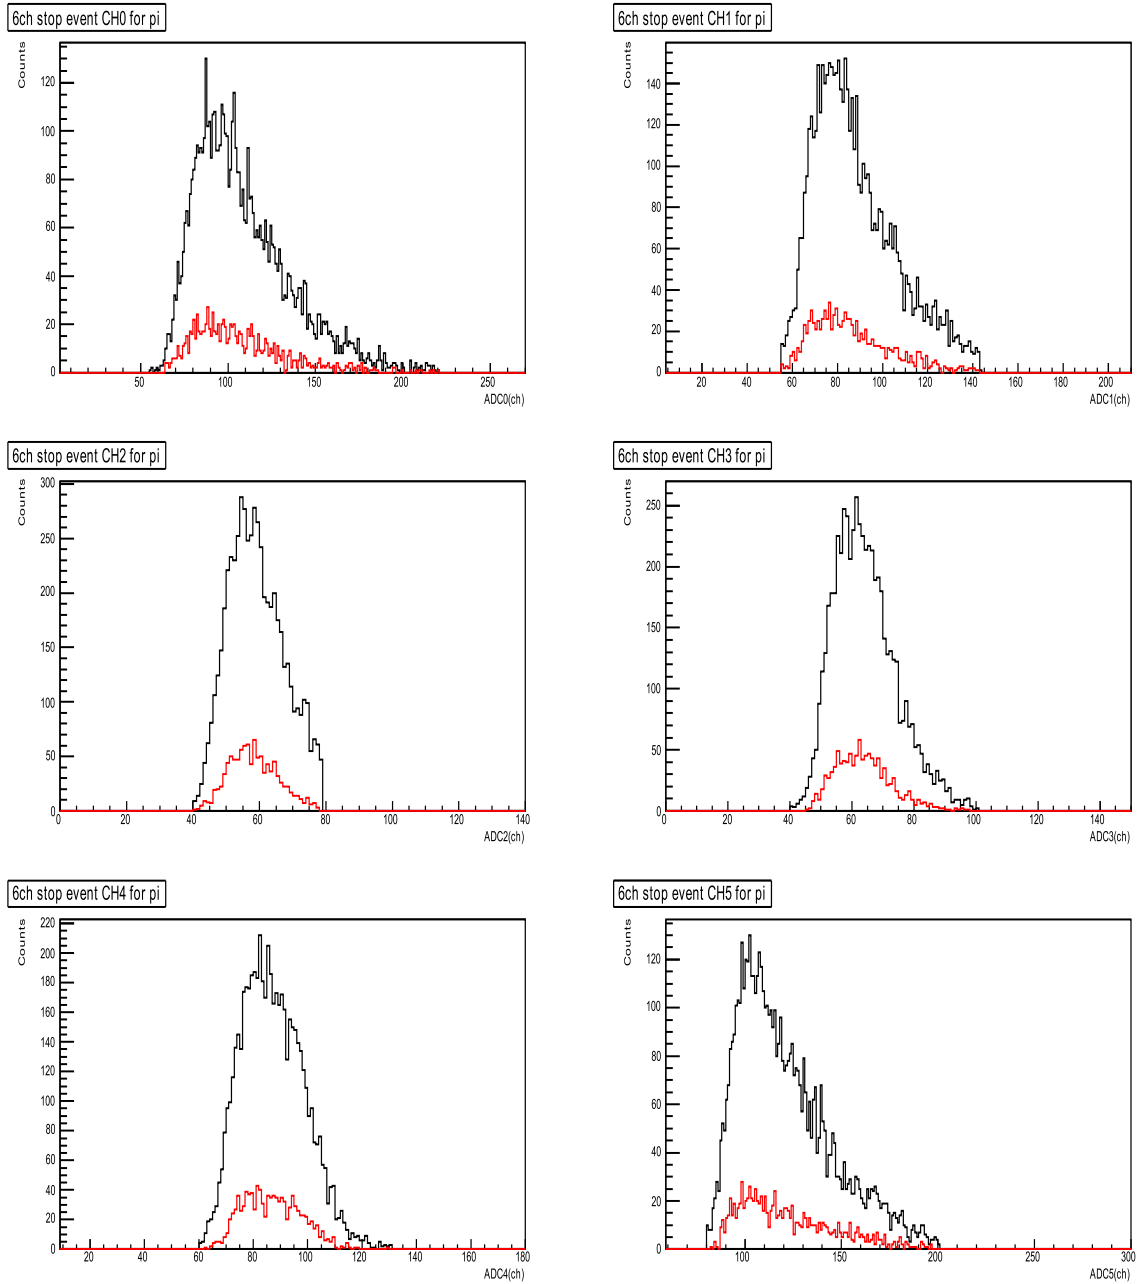 6ch stop event CH0 for pi
Counts
120
100
80
60
40
20
0
50 100 150 200 250
ADC0(ch)
6ch stop event CH1 for pi
Counts
140
120
100
80
60
40
20
0
20 40 60 80 100 120 140 160 180 200
ADC1(ch)
6ch stop event CH2 for pi
Counts
300
250
200
150
100
50
0
0 20 40 60 80 100 120 140
ADC2(ch)
6ch stop event CH3 for pi
Counts
250
200
150
100
50
0
0 20 40 60 80 100 120 140
ADC3(ch)
6ch stop event CH4 for pi
Counts
220
200
180
160
140
120
100
80
60
40
20
0
20 40 60 80 100 120 140 160 180
ADC4(ch)
6ch stop event CH5 for pi
Counts
120
100
80
60
40
20
0
100 150 200 250 300
ADC5(ch)